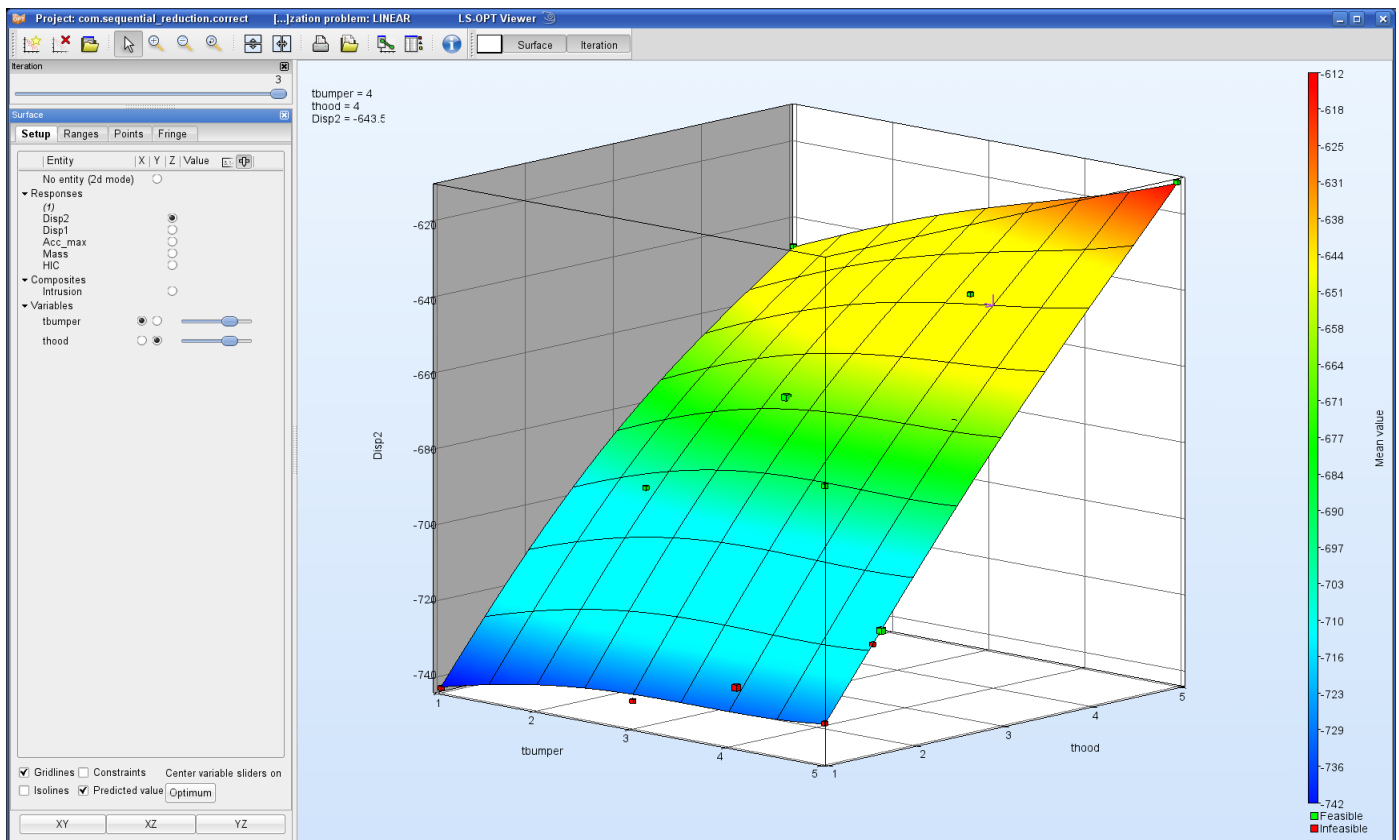 Project: com.sequential_reduction.correct [...]zation problem: LINEAR LS-OPT Viewer
Surface Iteration
Iteration
3
Surface
Setup Ranges Points Fringe
Entity X Y Z Value
No entity (2d mode)
Responses
(1)
Disp2
Disp1
Acc_max
Mass
HIC
Composites
Intrusion
Variables
tbumper
thood
Gridlines Constraints Center variable sliders on
Isolines Predicted value Optimum
XY XZ YZ
tbumper = 4
thood = 4
Disp2 = -643.5
Disp2
-620
-640
-660
-680
-700
-720
-740
1
2
3
4
5
tbumper
1
2
3
4
5
thood
-612
-618
-625
-631
-638
-644
-651
-658
-664
-671
-677
-684
-690
-697
-703
-710
-716
-723
-729
-736
-742
Mean value
Feasible
Infeasible